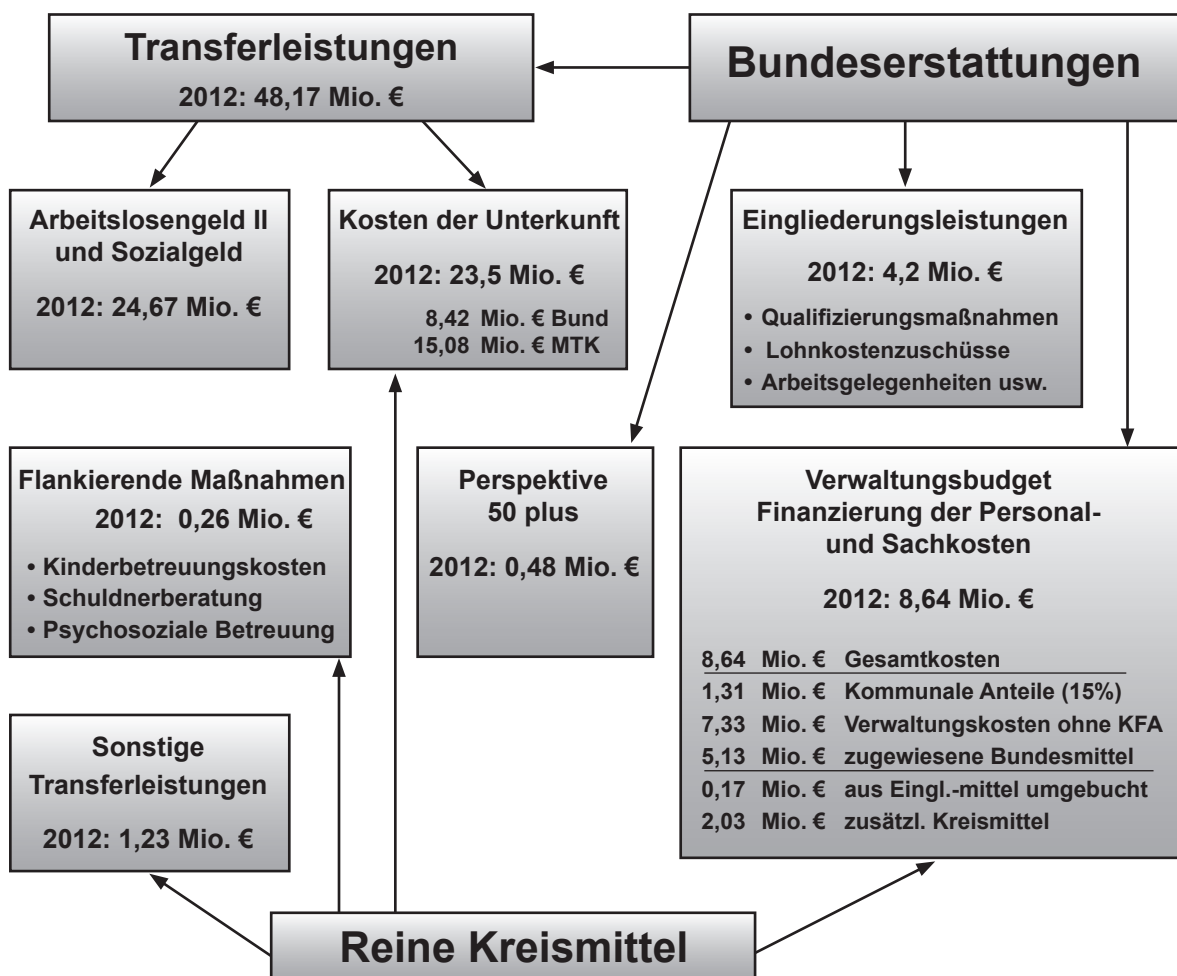 Transferleistungen
2012: 48,17 Mio. €
Bundeserstattungen
Arbeitslosengeld II
und Sozialgeld
2012: 24,67 Mio. €
Kosten der Unterkunft
2012: 23,5 Mio. €
8,42 Mio. € Bund
15,08 Mio. € MTK
Eingliederungsleistungen
2012: 4,2 Mio. €
• Qualifizierungsmaßnahmen
• Lohnkostenzuschüsse
• Arbeitsgelegenheiten usw.
Flankierende Maßnahmen
2012: 0,26 Mio. €
• Kinderbetreuungskosten
• Schuldnerberatung
• Psychosoziale Betreuung
Perspektive
50 plus
2012: 0,48 Mio. €
Verwaltungsbudget
Finanzierung der Personal-
und Sachkosten
2012: 8,64 Mio. €
8,64 Mio. € Gesamtkosten
1,31 Mio. € Kommunale Anteile (15%)
7,33 Mio. € Verwaltungskosten ohne KFA
5,13 Mio. € zugewiesene Bundesmittel
0,17 Mio. € aus Eingl.-mittel umgebucht
2,03 Mio. € zusätzl. Kreismittel
Sonstige
Transferleistungen
2012: 1,23 Mio. €
Reine Kreismittel